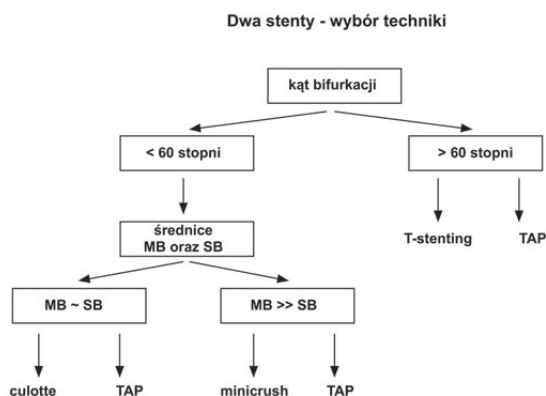 Dwa stenty - wybór techniki
kąt bifurkacji
< 60 stopni
> 60 stopni
średnice
MB oraz SB
T-stenting
TAP
MB ~ SB
MB >> SB
culotte
TAP
minicrush
TAP